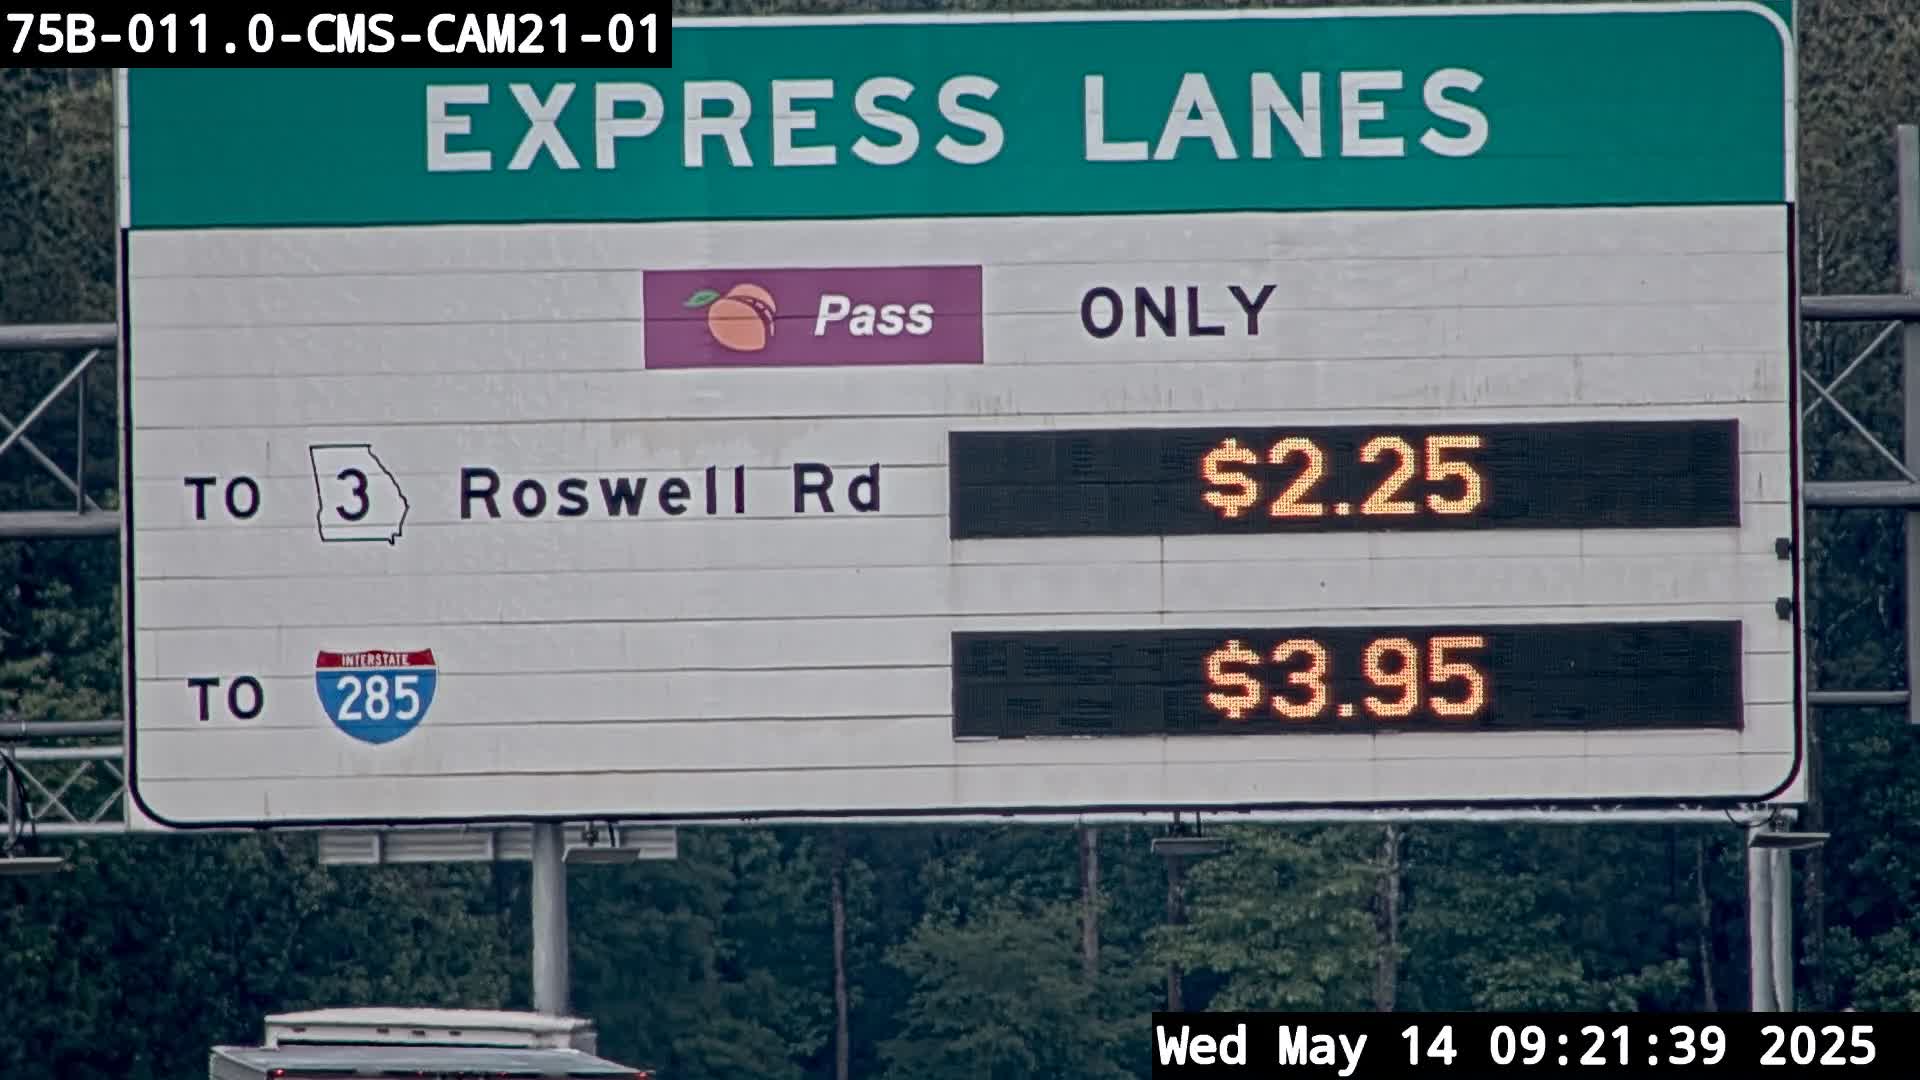 75B-011.0-CMS-CAM21-01
EXPRESS LANES
Pass ONLY
TO 3 Roswell Rd $2.25
TO INTERSTATE 285 $3.95
Wed May 14 09:21:39 2025